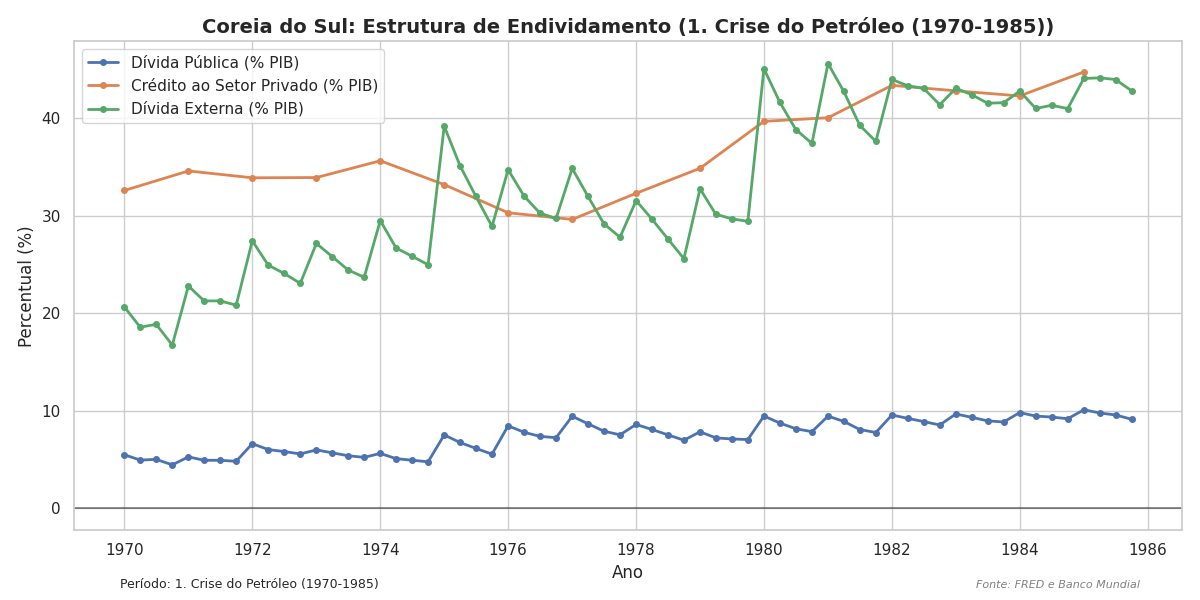 Coreia do Sul: Estrutura de Endividamento (1. Crise do Petróleo (1970-1985))
Dívida Pública (% PIB)
Crédito ao Setor Privado (% PIB)
Dívida Externa (% PIB)
Percentual (%)
40
30
20
10
0
1970 1972 1974 1976 1978 1980 1982 1984 1986
Ano
Período: 1. Crise do Petróleo (1970-1985)
Fonte: FRED e Banco Mundial